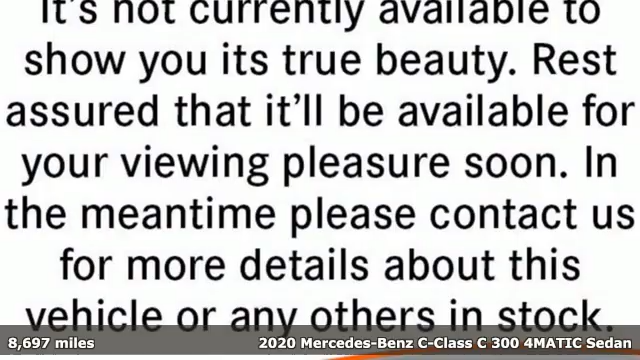 It's not currently available to
show you its true beauty. Rest
assured that it'll be available for
your viewing pleasure soon. In
the meantime please contact us
for more details about this
vehicle or any others in stock.
8,697 miles
2020 Mercedes-Benz C-Class C 300 4MATIC Sedan